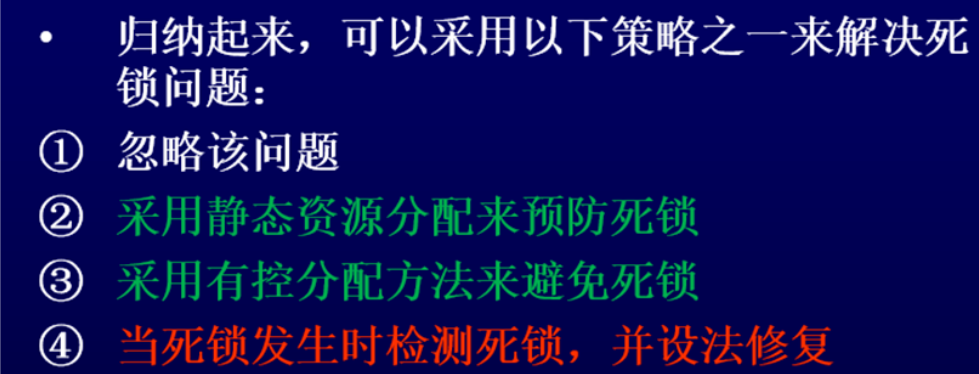 • 归纳起来，可以采用以下策略之一来解决死
锁问题：
① 忽略该问题
② 采用静态资源分配来预防死锁
③ 采用有控分配方法来避免死锁
④ 当死锁发生时检测死锁，并设法修复